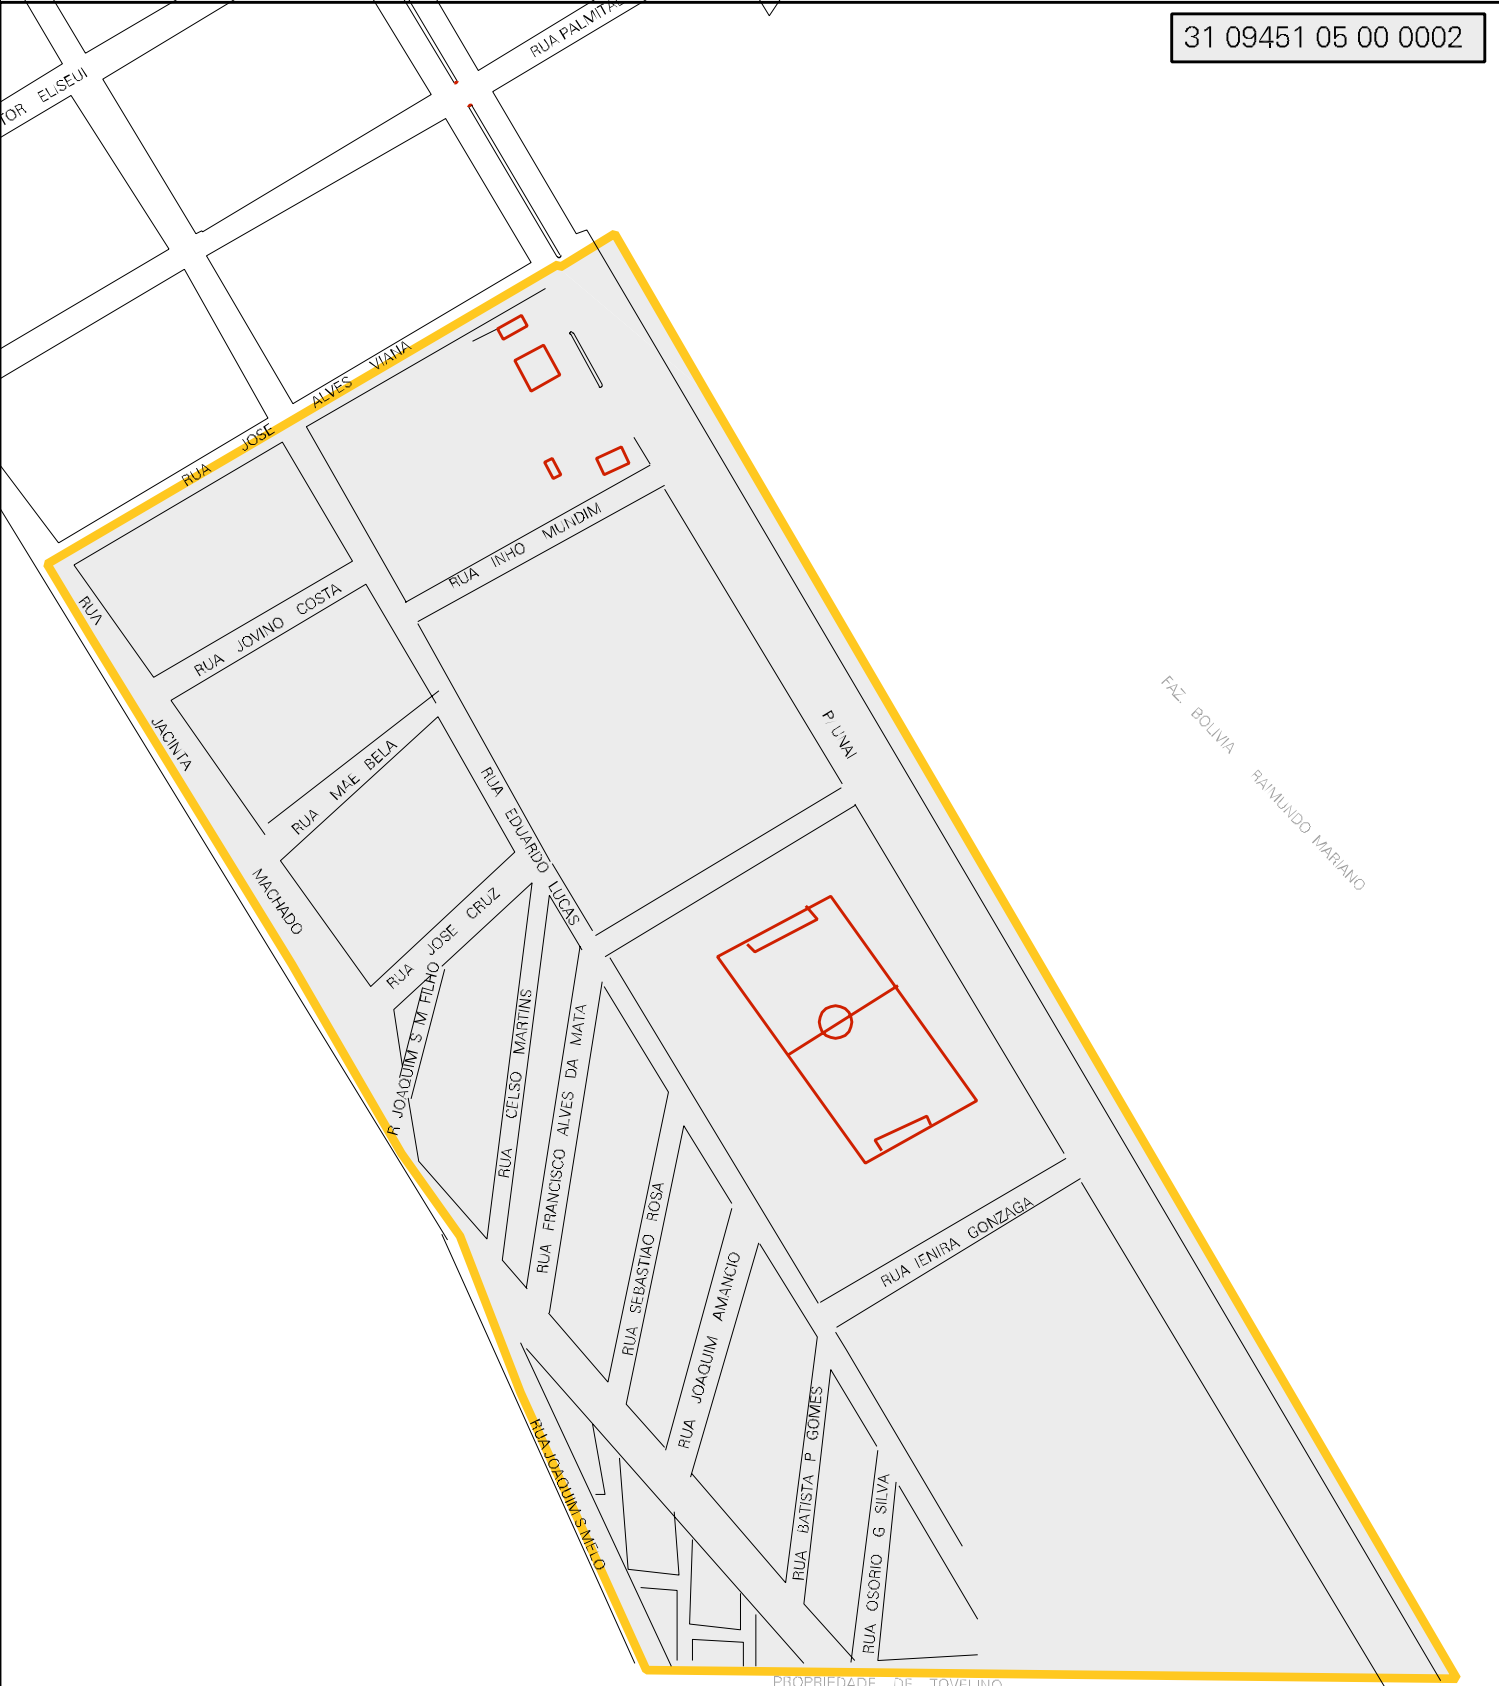 31 09451 05 00 0002
RUA PALMITAL
TOR ELISEU
RUA JOSE ALVES VIANA
RUA INHO MUNDIM
RUA JOVINO COSTA
RUA JACINTA MACHADO
RUA MAE BELA
RUA EDUARDO LUCAS
P/ UNAI
FAZ. BOLIVIA RAIMUNDO MARIANO
RUA JOSE CRUZ
R JOAQUIM S M FILHO
RUA CELSO MARTINS
RUA FRANCISCO ALVES DA MATA
RUA SEBASTIAO ROSA
RUA JOAQUIM AMANCIO
RUA IENIRA GONZAGA
RUA BATISTA P GOMES
RUA OSORIO G SILVA
RUA JOAQUIM S MELO
PROPRIEDADE DE TOVELINO